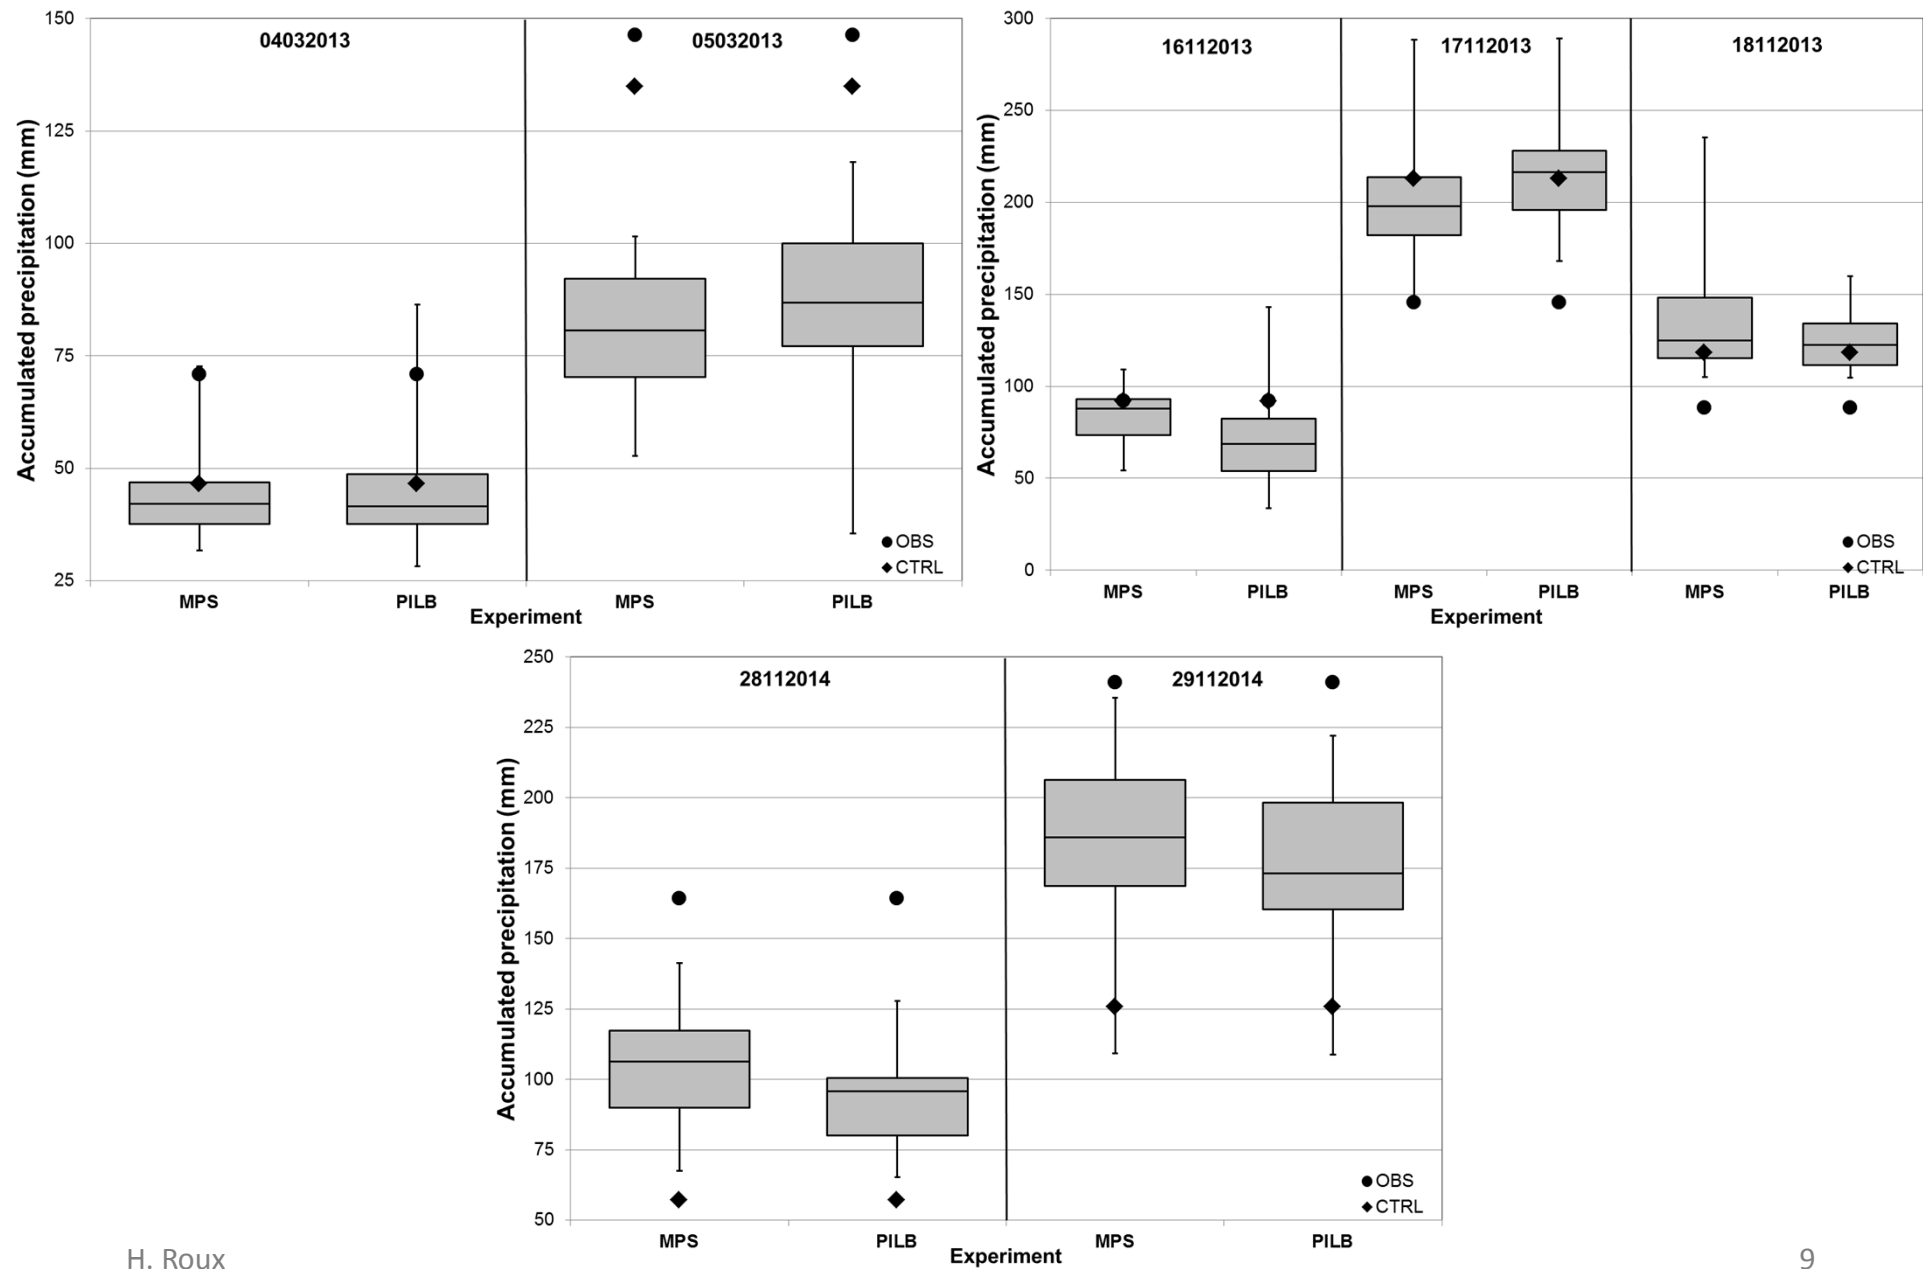 04032013
05032013
150
125
100
75
50
25
Accumulated precipitation (mm)
OBS
CTRL
MPS
PILB
MPS
PILB
Experiment
16112013
17112013
18112013
300
250
200
150
100
50
0
Accumulated precipitation (mm)
OBS
CTRL
MPS
PILB
MPS
PILB
MPS
PILB
Experiment
28112014
29112014
250
225
200
175
150
125
100
75
50
Accumulated precipitation (mm)
OBS
CTRL
MPS
PILB
MPS
PILB
Experiment
H. Roux
9